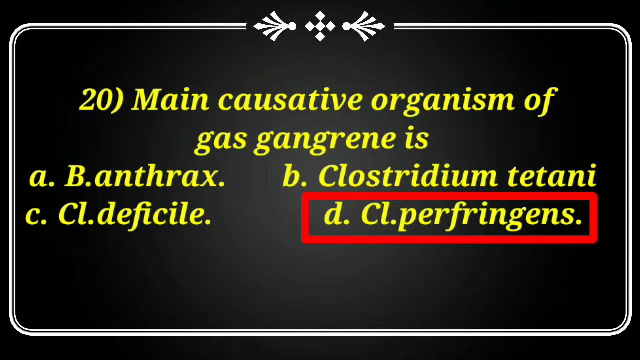 20) Main causative organism of
gas gangrene is
a. B.anthrax. b. Clostridium tetani
c. Cl.deficile. d. Cl.perfringens.